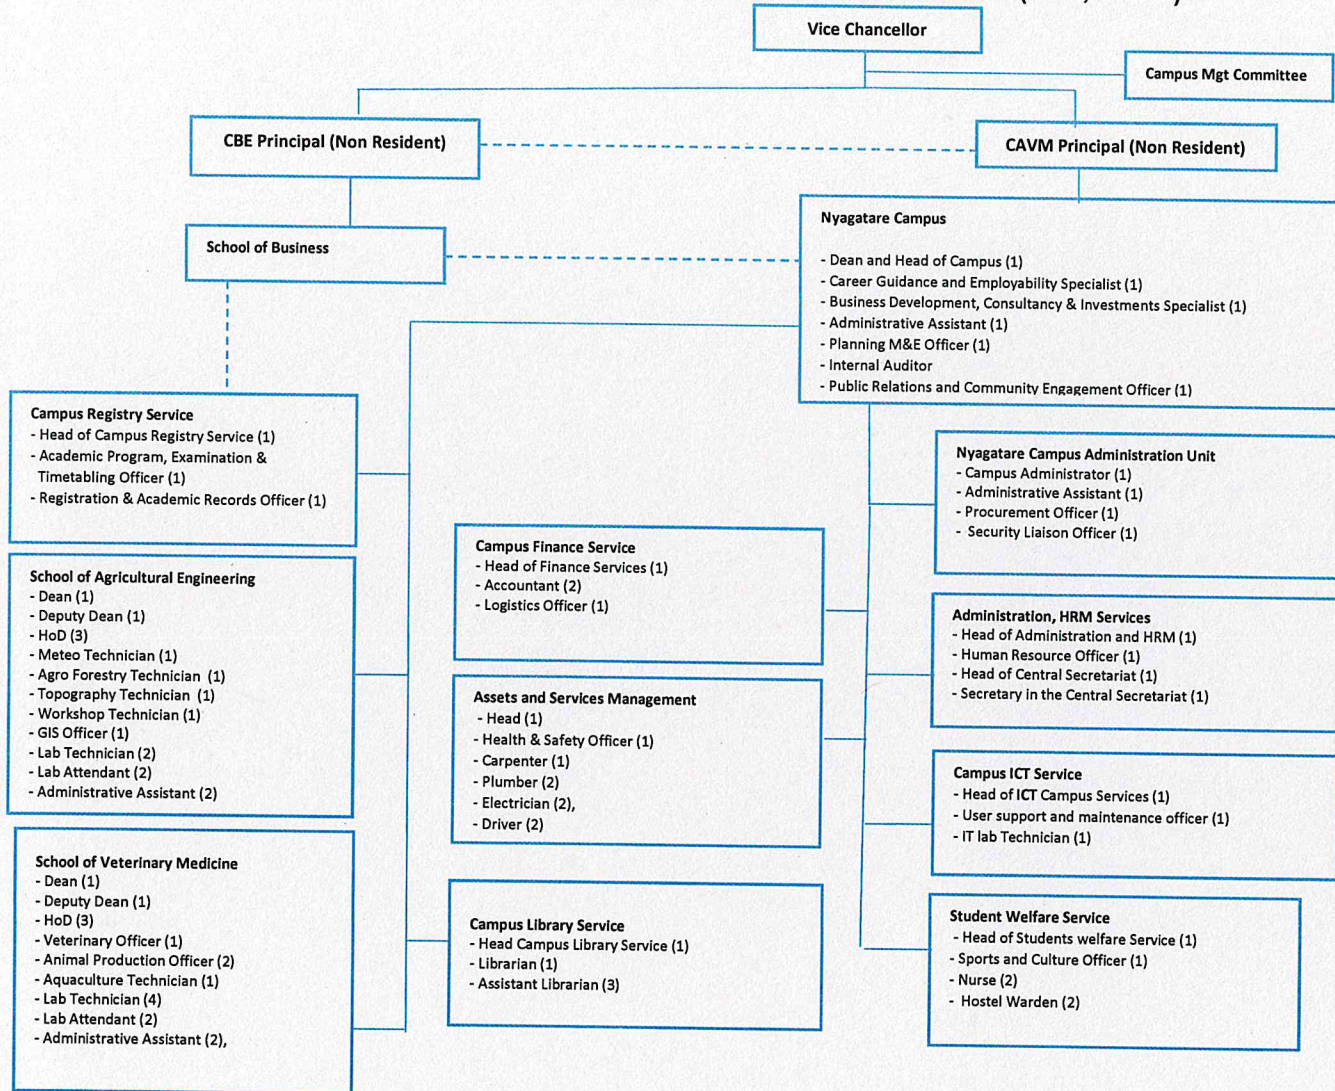 Vice Chancellor
Campus Mgt Committee
CBE Principal (Non Resident)
CAVM Principal (Non Resident)
School of Business
Nyagatare Campus
- Dean and Head of Campus (1)
- Career Guidance and Employability Specialist (1)
- Business Development, Consultancy & Investments Specialist (1)
- Administrative Assistant (1)
- Planning M&E Officer (1)
- Internal Auditor
- Public Relations and Community Engagement Officer (1)
Campus Registry Service
- Head of Campus Registry Service (1)
- Academic Program, Examination &
Timetabling Officer (1)
- Registration & Academic Records Officer (1)
School of Agricultural Engineering
- Dean (1)
- Deputy Dean (1)
- HoD (3)
- Meteo Technician (1)
- Agro Forestry Technician (1)
- Topography Technician (1)
- Workshop Technician (1)
- GIS Officer (1)
- Lab Technician (2)
- Lab Attendant (2)
- Administrative Assistant (2)
School of Veterinary Medicine
- Dean (1)
- Deputy Dean (1)
- HoD (3)
- Veterinary Officer (1)
- Animal Production Officer (2)
- Aquaculture Technician (1)
- Lab Technician (4)
- Lab Attendant (2)
- Administrative Assistant (2),
Campus Finance Service
- Head of Finance Services (1)
- Accountant (2)
- Logistics Officer (1)
Assets and Services Management
- Head (1)
- Health & Safety Officer (1)
- Carpenter (1)
- Plumber (2)
- Electrician (2),
- Driver (2)
Campus Library Service
- Head Campus Library Service (1)
- Librarian (1)
- Assistant Librarian (3)
Nyagatare Campus Administration Unit
- Campus Administrator (1)
- Administrative Assistant (1)
- Procurement Officer (1)
- Security Liaison Officer (1)
Administration, HRM Services
- Head of Administration and HRM (1)
- Human Resource Officer (1)
- Head of Central Secretariat (1)
- Secretary in the Central Secretariat (1)
Campus ICT Service
- Head of ICT Campus Services (1)
- User support and maintenance officer (1)
- IT lab Technician (1)
Student Welfare Service
- Head of Students welfare Service (1)
- Sports and Culture Officer (1)
- Nurse (2)
- Hostel Warden (2)